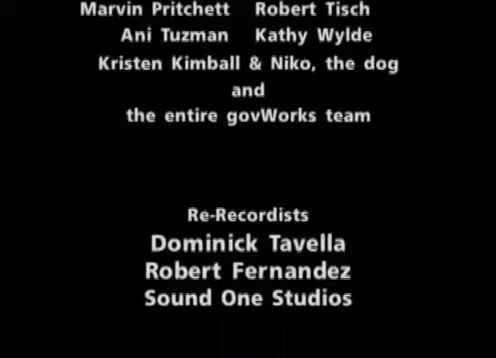 Marvin Pritchett Robert Tisch
Ani Tuzman Kathy Wylde
Kristen Kimball & Niko, the dog
and
the entire govWorks team
Re-Recordists
Dominick Tavella
Robert Fernandez
Sound One Studios